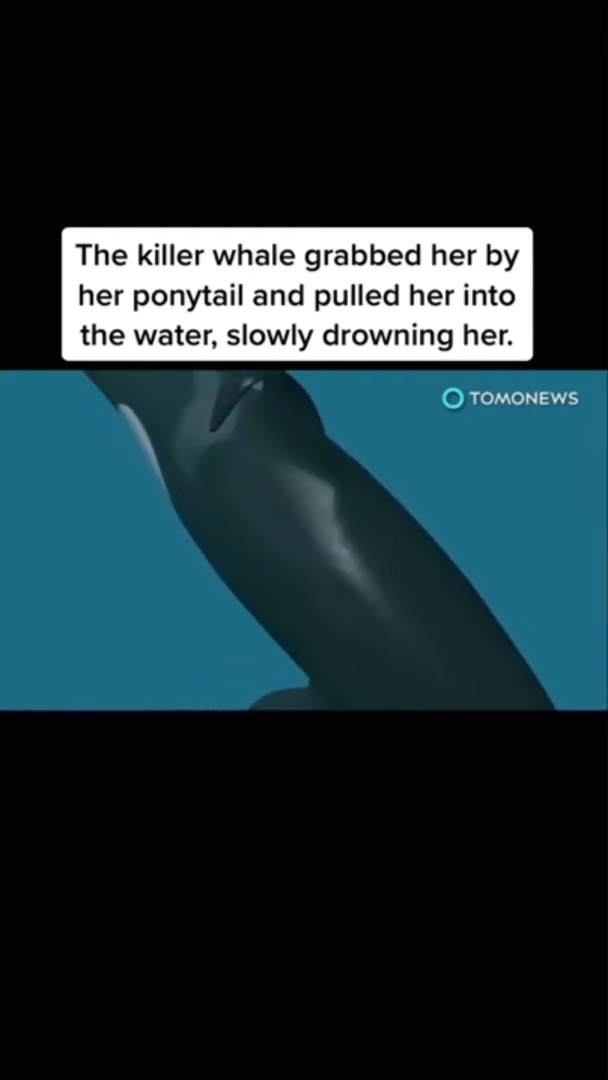 The killer whale grabbed her by
her ponytail and pulled her into
the water, slowly drowning her.
TOMONEWS